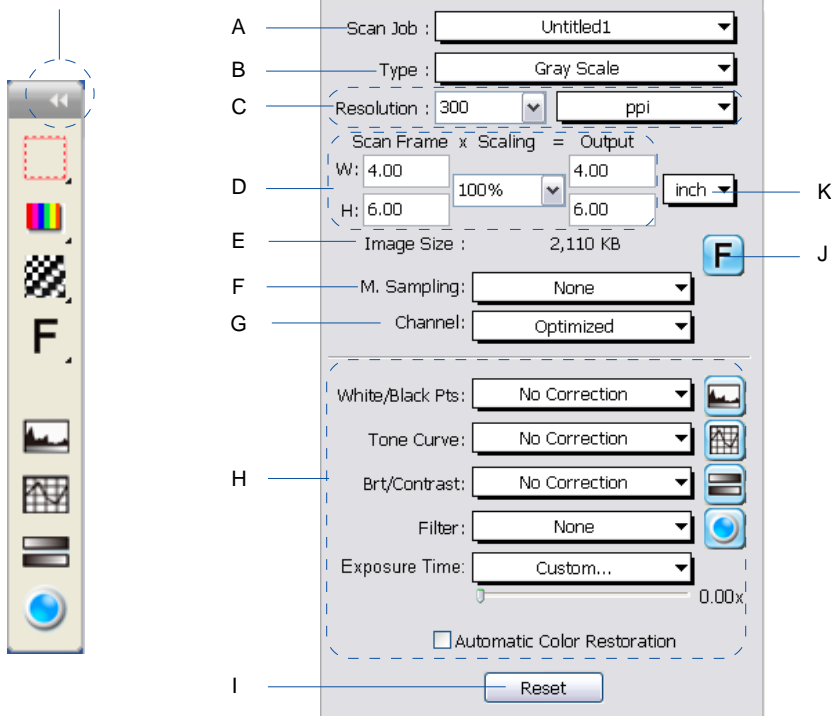 A Scan Job : Untitled1
B Type : Gray Scale
C Resolution : 300 ppi
Scan Frame x Scaling = Output
W: 4.00 100% 4.00
D inch K
H: 6.00 6.00
E Image Size : 2,110 KB
F J
F M. Sampling: None
G Channel: Optimized
F
White/Black Pts: No Correction
Tone Curve: No Correction
H Brt/Contrast: No Correction
Filter: None
Exposure Time: Custom...
0.00x
Automatic Color Restoration
I Reset